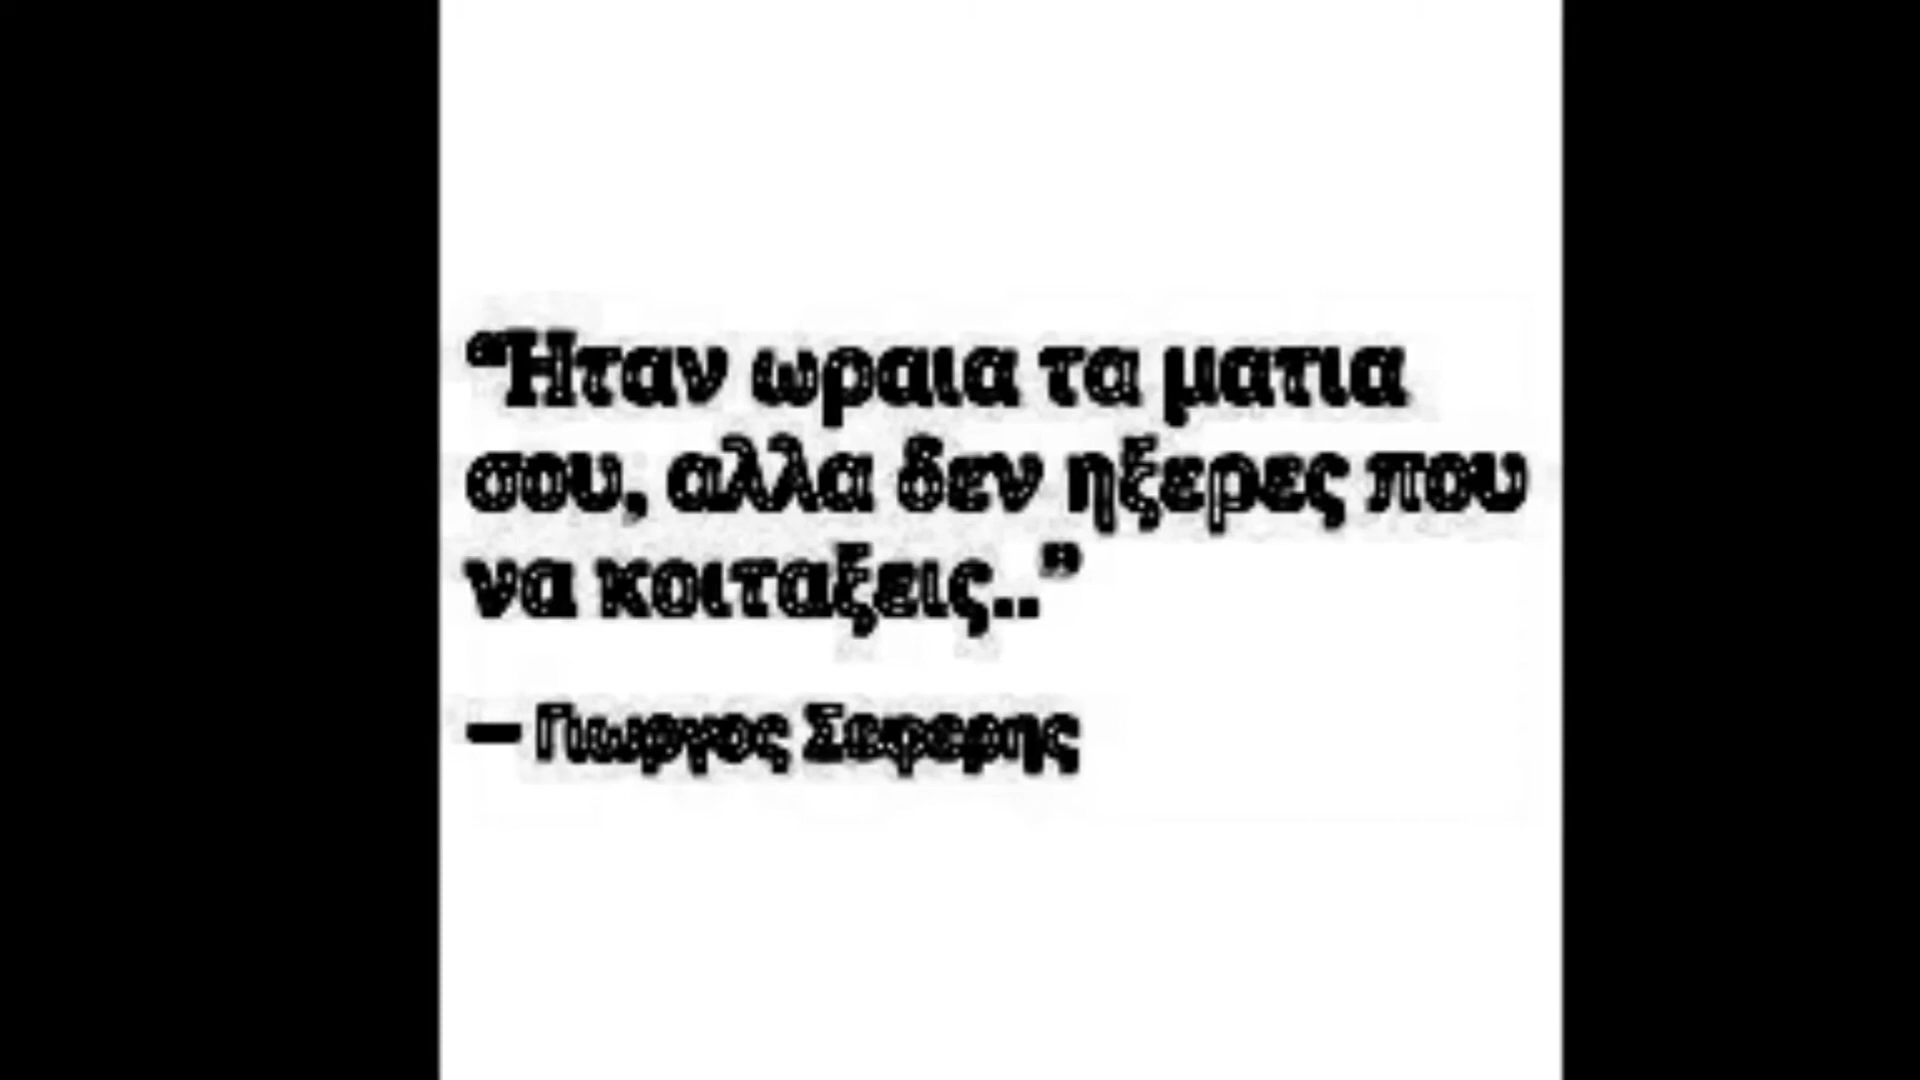 “Ηταν ωραια τα ματια
σου, αλλα δεν ηξερες που
να κοιταξεις..”
— Γιωργος Σεφερης